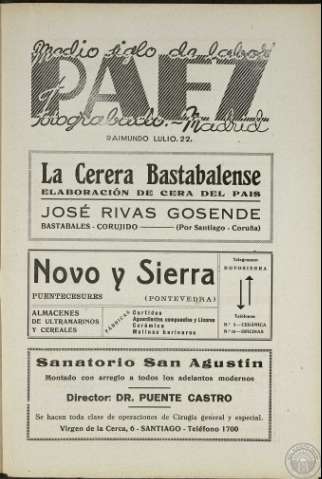 Medio siglo de labor
PAEZ
Fotograbado.-Madrid
RAIMUNDO LULIO. 22.
La Cerera Bastabalense
ELABORACIÓN DE CERA DEL PAIS
JOSÉ RIVAS GOSENDE
BASTABALES - CORUJIDO (Por Santiago - Coruña)
Novo y Sierra
PUENTECESURES (PONTEVEDRA)
Telegramas
NOVOSIERRA
ALMACENES
DE ULTRAMARINOS
Y CEREALES
FÁBRICAS
Curtidos
Aguardientes compuestos y Licores
Cerámica
Molinos harineros
Teléfonos
CERÁMICA
OFICINAS
Sanatorio San Agustín
Montado con arreglo a todos los adelantos modernos
Director: DR. PUENTE CASTRO
Se hacen toda clase de operaciones de Cirugía general y especial.
Virgen de la Cerca, 6 - SANTIAGO - Teléfono 1700